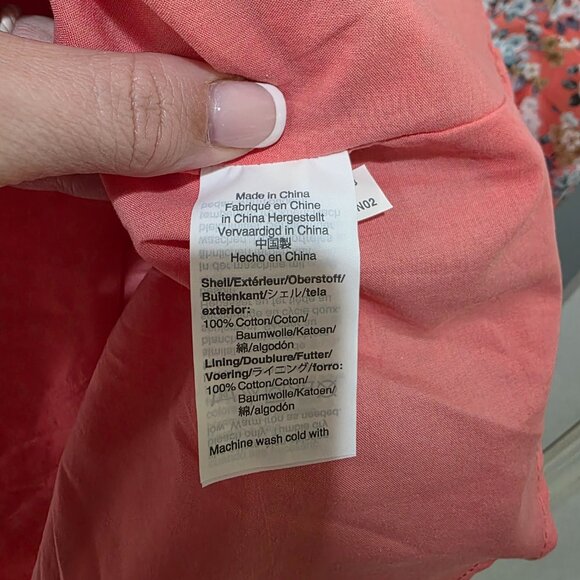 Made in China
Fabriqué en Chine
in China Hergestellt
Vervaardigd in China
中国製
Hecho en China
Shell/Extérieur/Oberstoff/
Buitenkant/シェル/tela
exterior:
100% Cotton/Coton/
Baumwolle/Katoen/
綿/algodón
Lining/Doublure/Futter/
Voering/ライニング/forro:
100% Cotton/Coton/
Baumwolle/Katoen/
綿/algodón
Machine wash cold with
N02